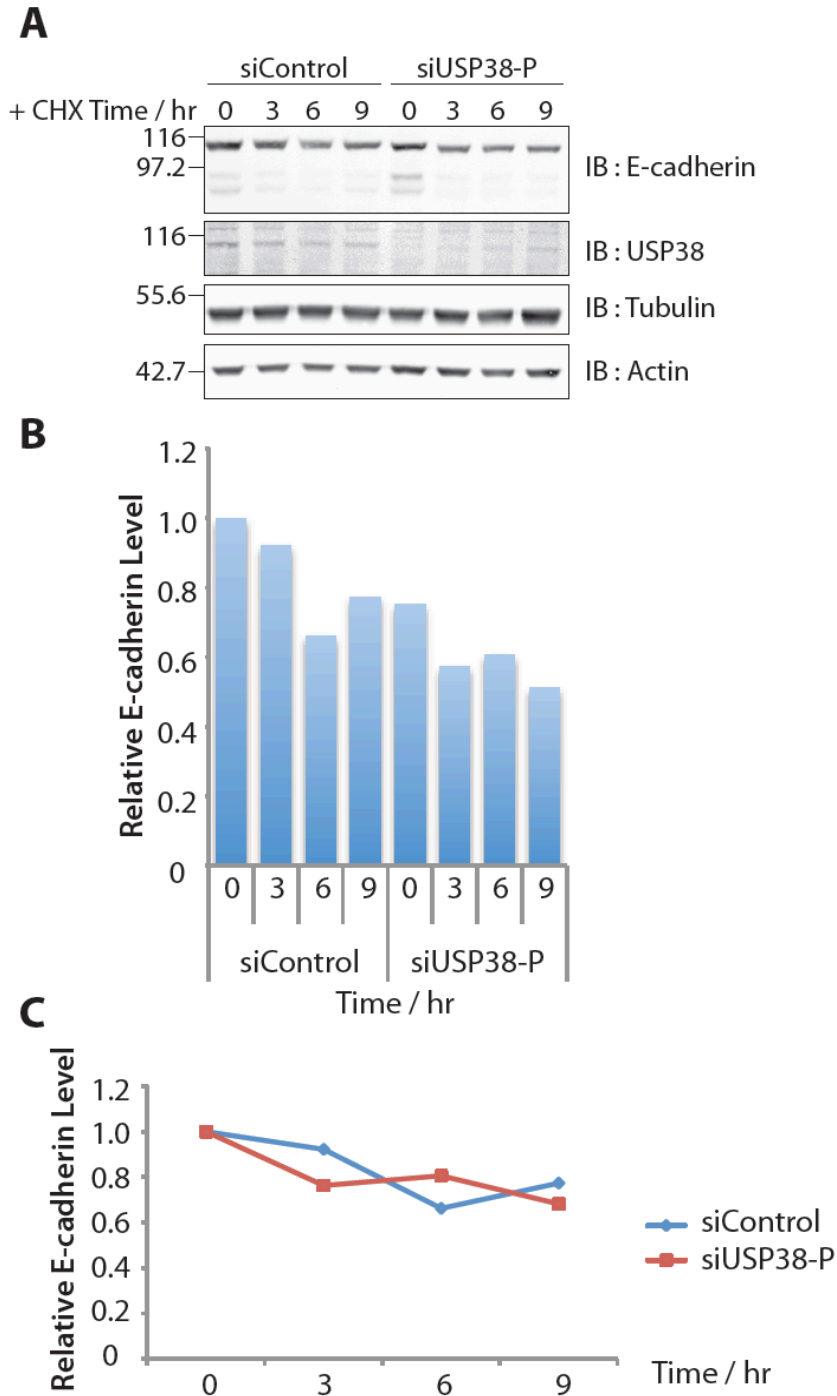 A
siControl siUSP38-P
+ CHX Time / hr 0 3 6 9 0 3 6 9
116
97.2
IB : E-cadherin
116
IB : USP38
55.6
IB : Tubulin
42.7
IB : Actin
B
Relative E-cadherin Level
1.2
1.0
0.8
0.6
0.4
0.2
0
0 3 6 9 0 3 6 9
siControl siUSP38-P
Time / hr
C
Relative E-cadherin Level
1.2
1.0
0.8
0.6
0.4
0.2
0
0 3 6 9
Time / hr
siControl
siUSP38-P